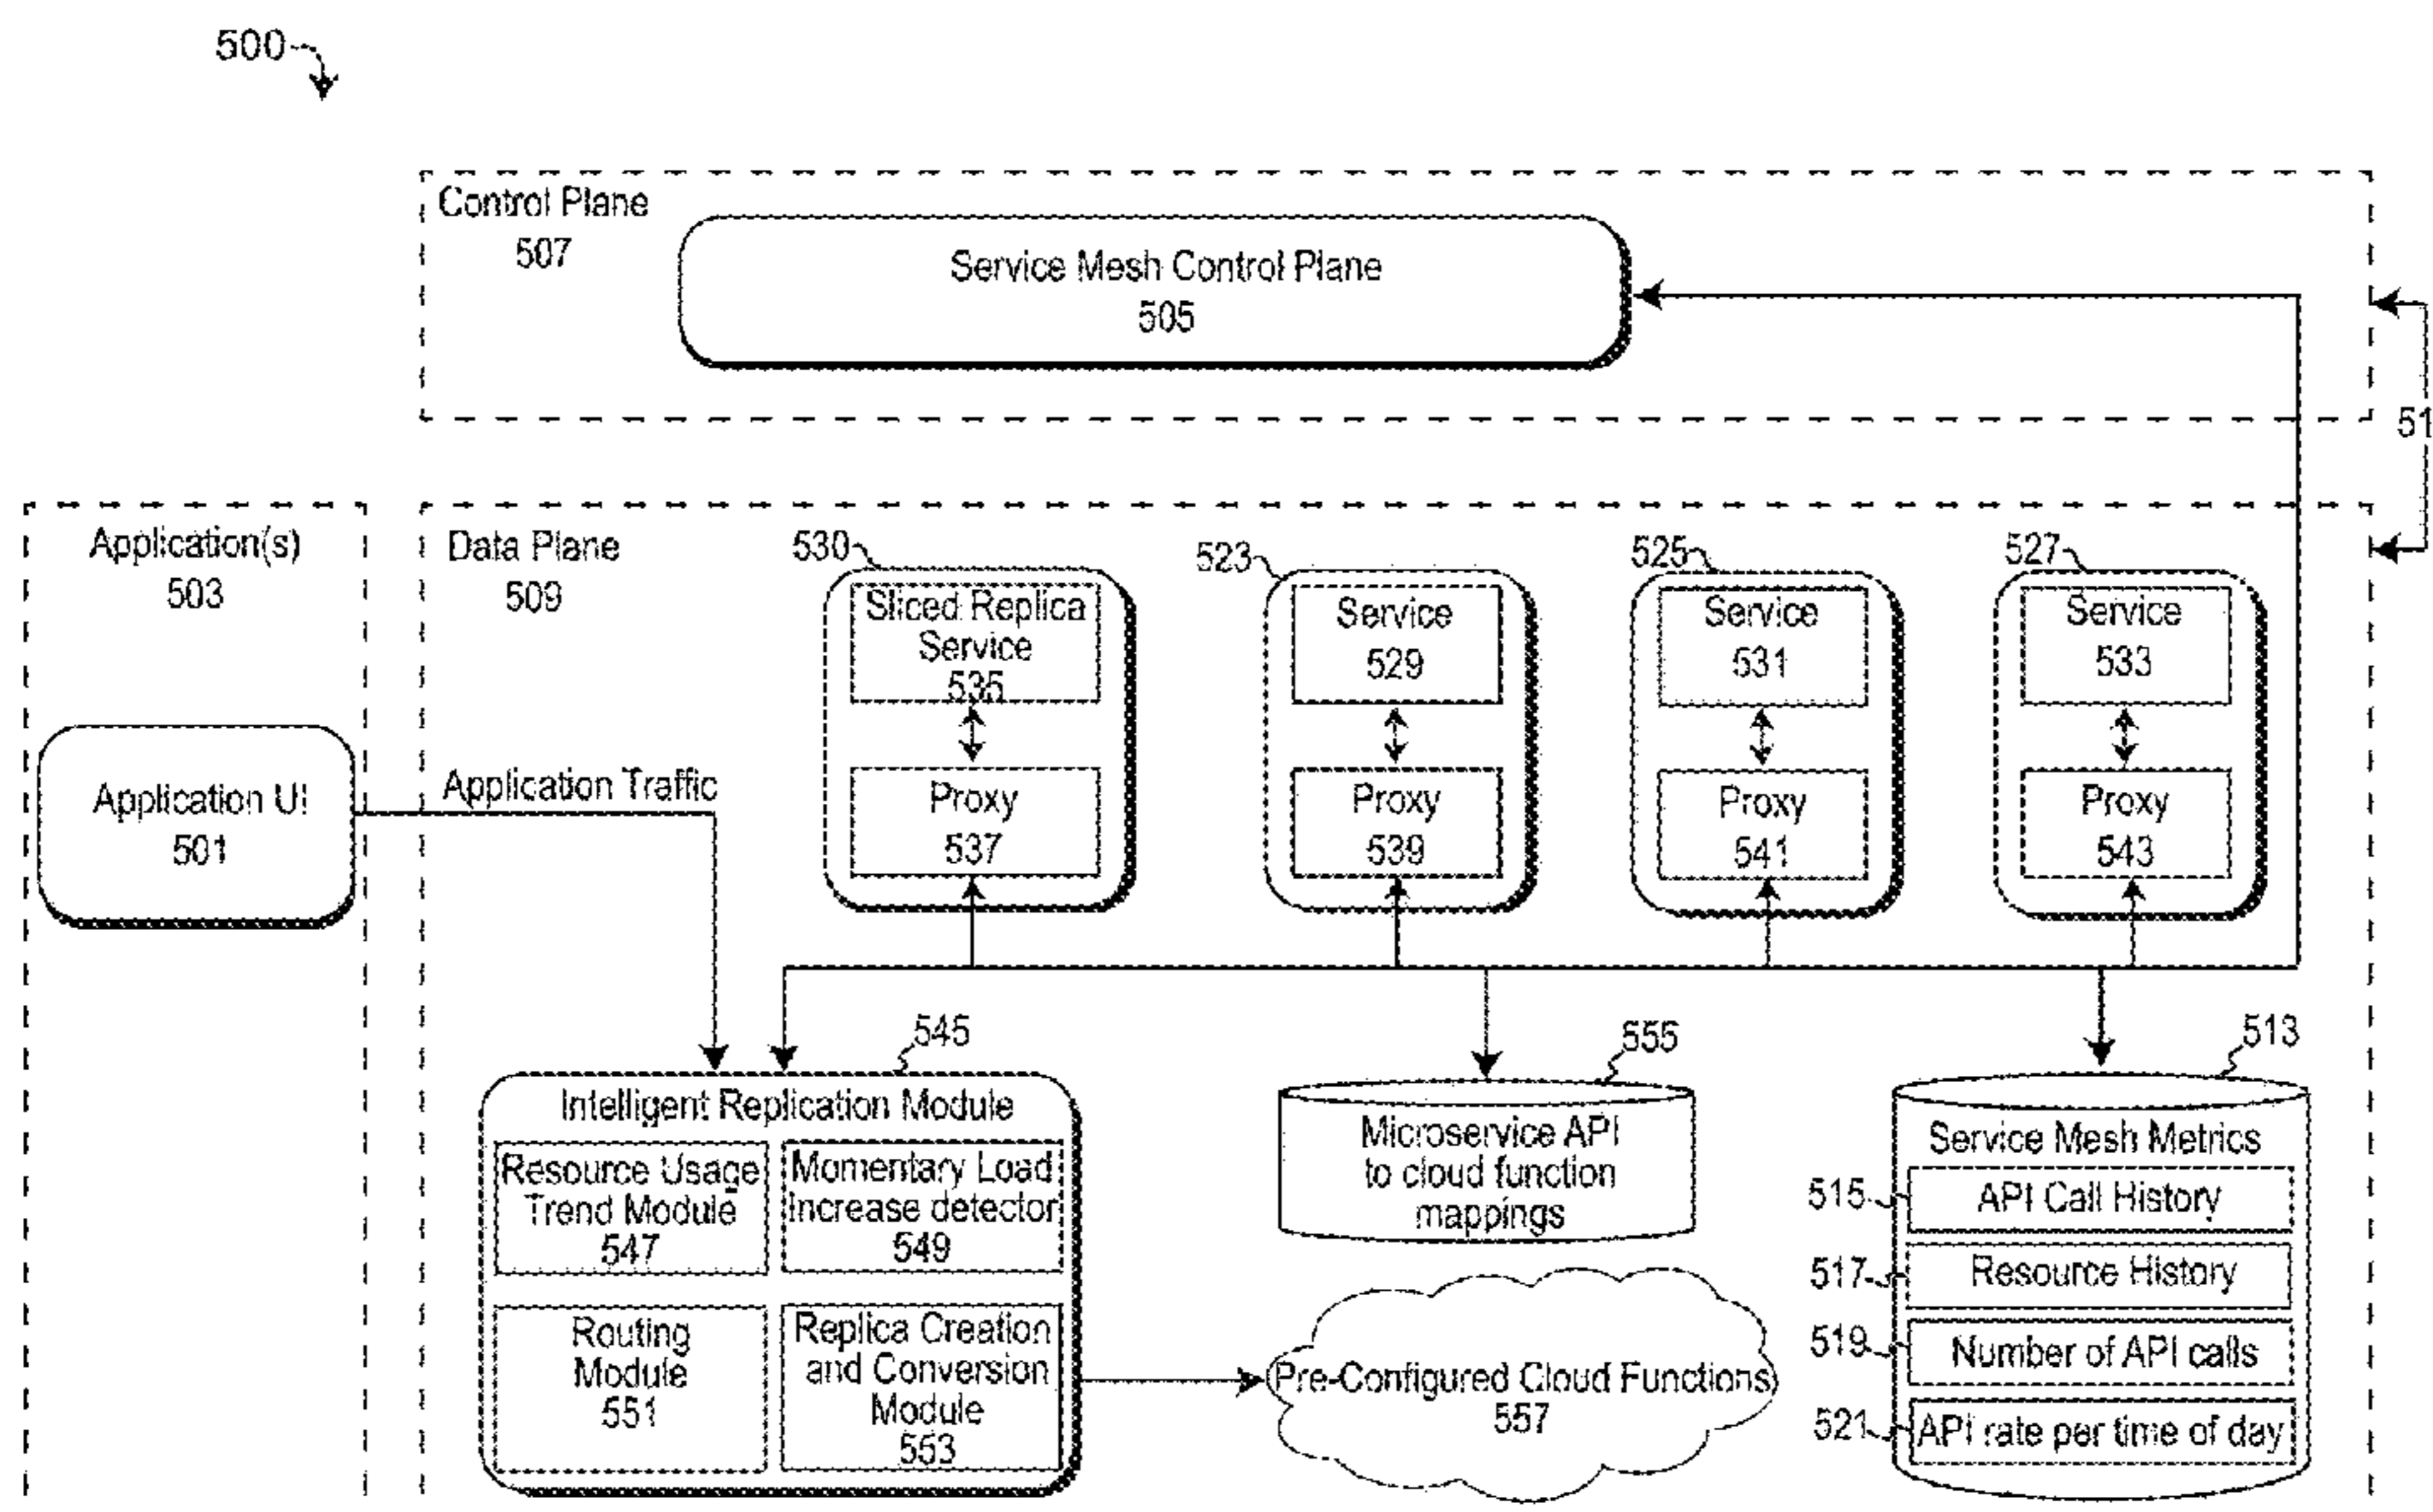 500
Control Plane
507
Service Mesh Control Plane
505
51
Application(s)
503
Data Plane
509
530
523
525
527
Sliced Replica
Service
535
Service
529
Service
531
Service
533
Application UI
501
Application Traffic
Proxy
537
Proxy
539
Proxy
541
Proxy
543
545
555
513
Intelligent Replication Module
Resource Usage
Trend Module
547
Momentary Load
Increase detector
549
Routing
Module
551
Replica Creation
and Conversion
Module
553
Microservice API
to cloud function
mappings
Pre-Configured Cloud Functions
557
Service Mesh Metrics
515
API Call History
517
Resource History
519
Number of API calls
521
API rate per time of day